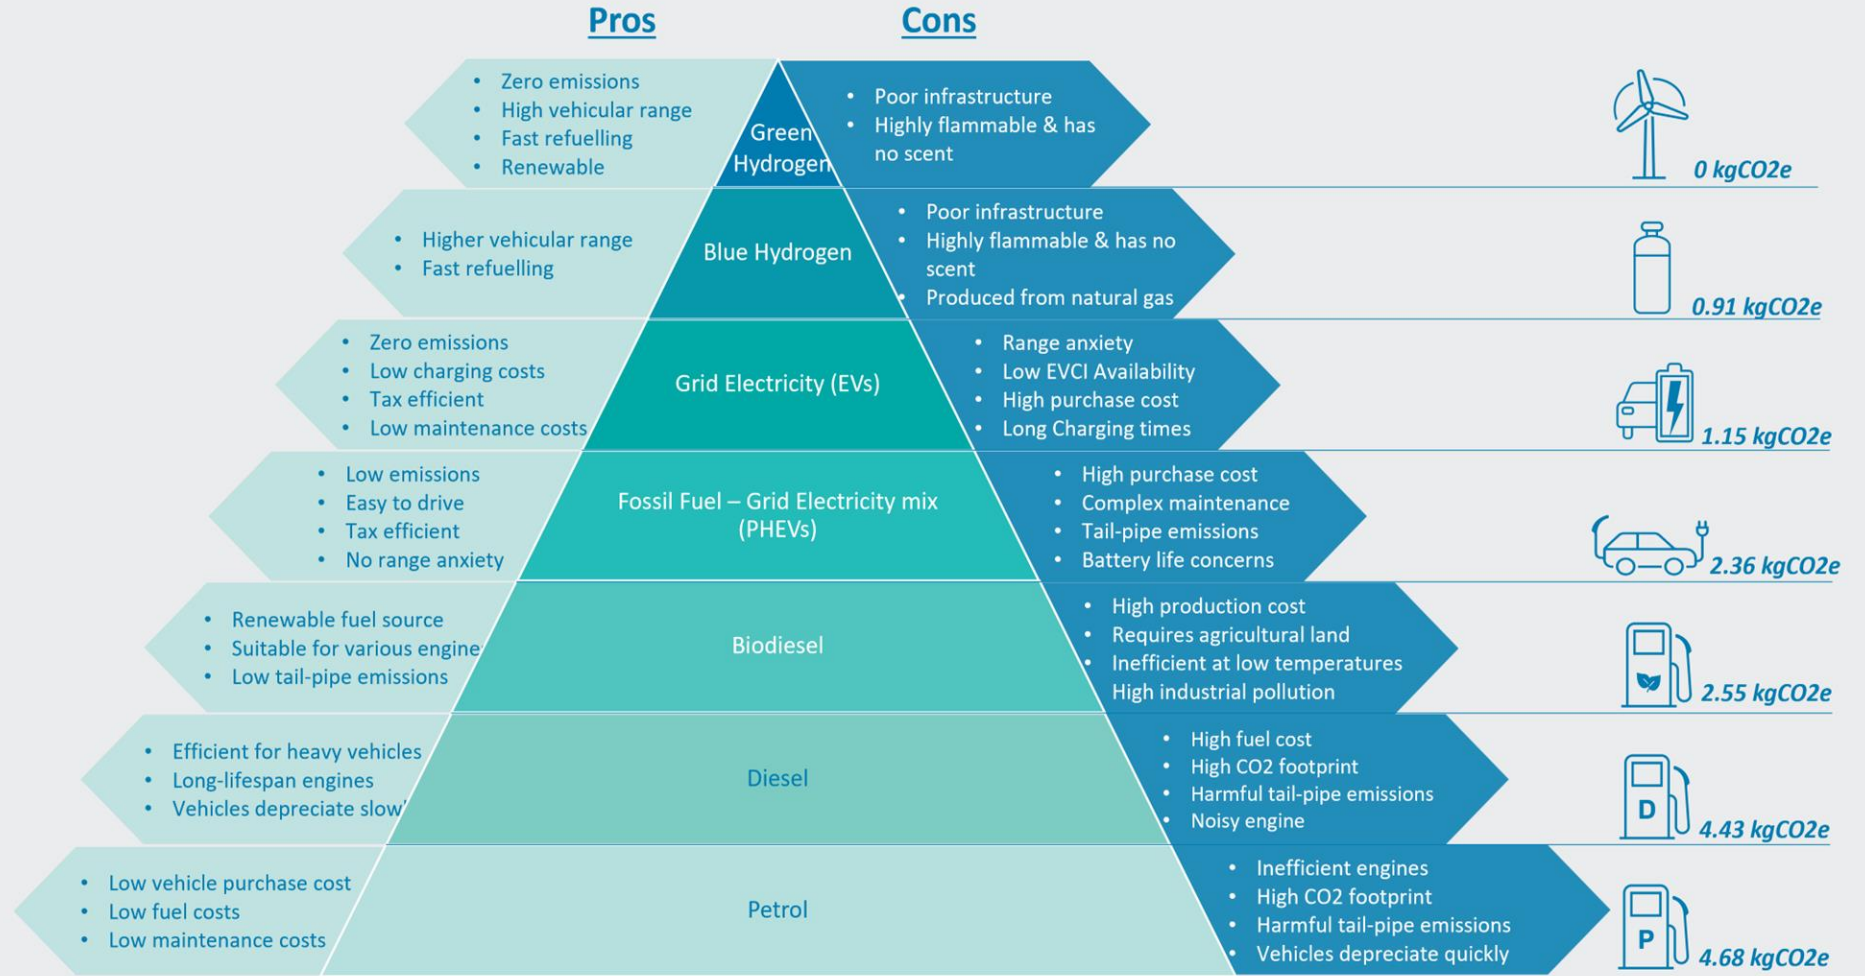 Pros
Cons
• Zero emissions
• High vehicular range
• Fast refuelling
• Renewable
Green
Hydrogen
• Poor infrastructure
• Highly flammable & has
no scent
0 kgCO2e
• Higher vehicular range
• Fast refuelling
Blue Hydrogen
• Poor infrastructure
• Highly flammable & has no
scent
• Produced from natural gas
0.91 kgCO2e
• Zero emissions
• Low charging costs
• Tax efficient
• Low maintenance costs
Grid Electricity (EVs)
• Range anxiety
• Low EVCI Availability
• High purchase cost
• Long Charging times
1.15 kgCO2e
• Low emissions
• Easy to drive
• Tax efficient
• No range anxiety
Fossil Fuel – Grid Electricity mix
(PHEVs)
• High purchase cost
• Complex maintenance
• Tail-pipe emissions
• Battery life concerns
2.36 kgCO2e
• Renewable fuel source
• Suitable for various engine
• Low tail-pipe emissions
Biodiesel
• High production cost
• Requires agricultural land
• Inefficient at low temperatures
High industrial pollution
2.55 kgCO2e
• Efficient for heavy vehicles
• Long-lifespan engines
• Vehicles depreciate
Diesel
• High fuel cost
• High CO2 footprint
• Harmful tail-pipe emissions
• Noisy engine
D
4.43 kgCO2e
• Low vehicle purchase cost
• Low fuel costs
• Low maintenance costs
Petrol
• Inefficient engines
• High CO2 footprint
• Harmful tail-pipe emissions
• Vehicles depreciate quickly
P
4.68 kgCO2e